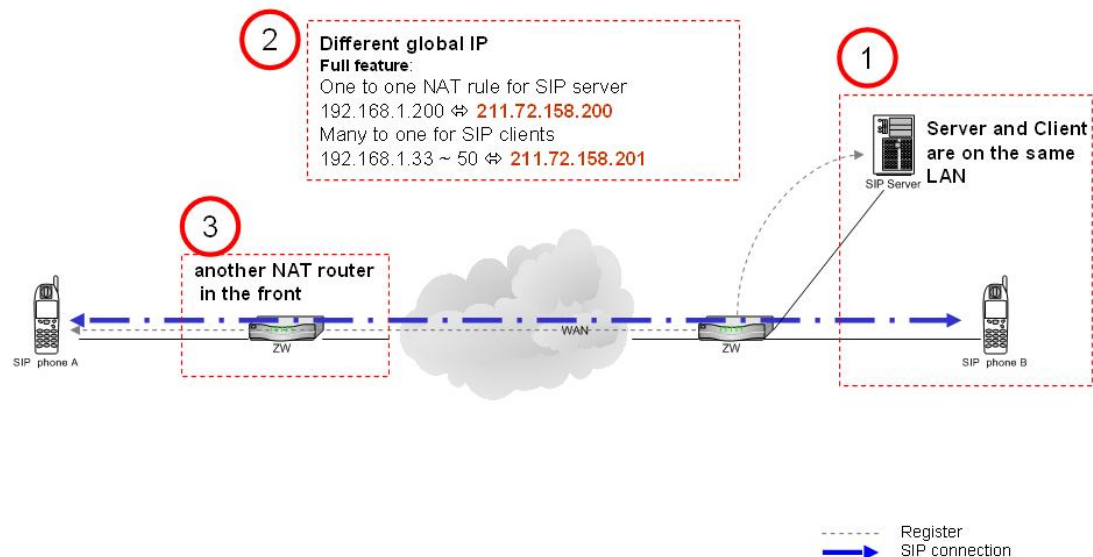 2
Different global IP
Full feature:
One to one NAT rule for SIP server
192.168.1.200 ⇔ 211.72.158.200
Many to one for SIP clients
192.168.1.33 ~ 50 ⇔ 211.72.158.201
1
Server and Client
are on the same
LAN
SIP Server
3
another NAT router
in the front
SIP phone A
ZW
WAN
ZW
SIP phone B
Register
SIP connection